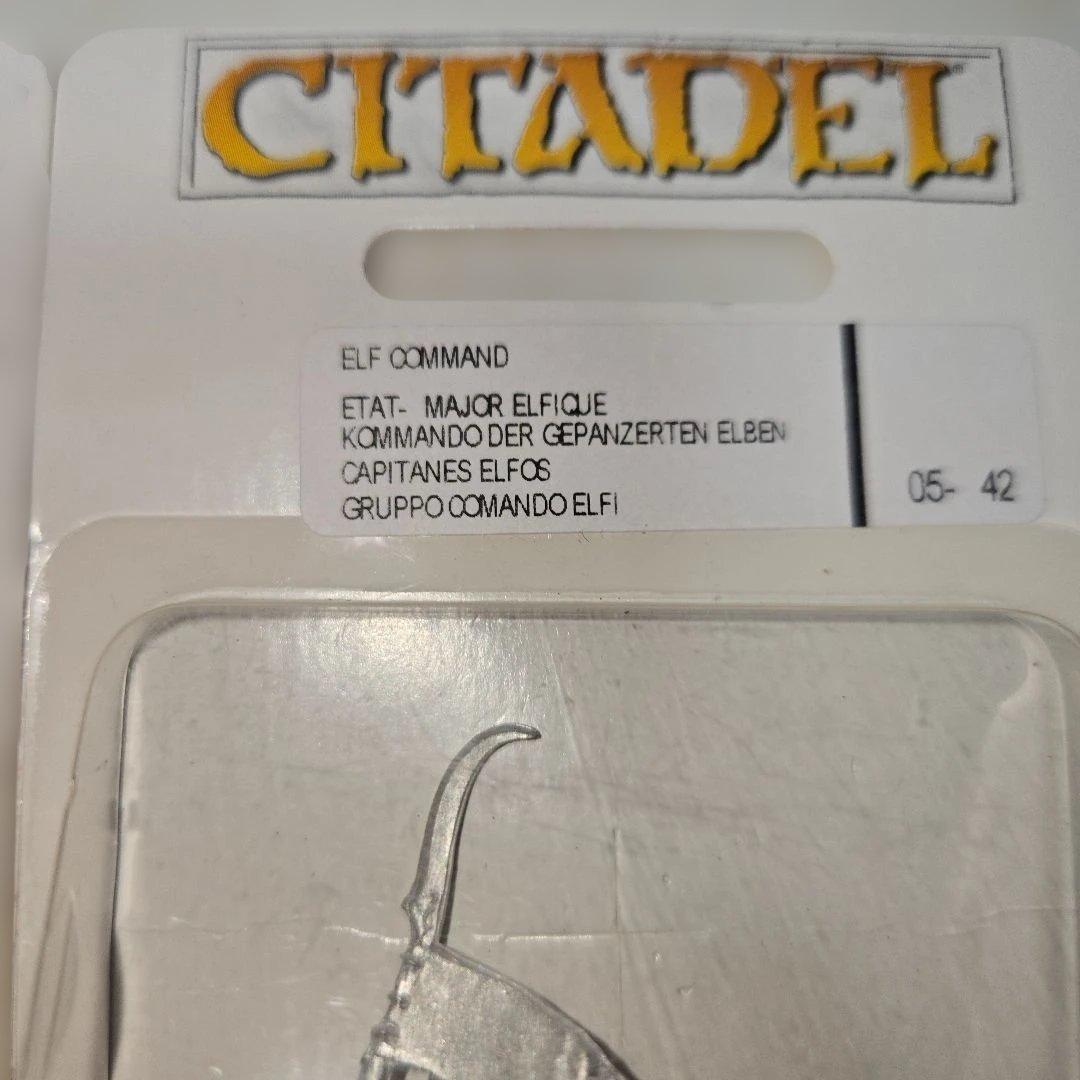 CITADEL
ELF COMMAND
ETAT- MAJOR ELFIQUE
KOMMANDO DER GEPANZERTEN ELBEN
CAPITANES ELFOS
GRUPPO COMANDO ELFI
05- 42